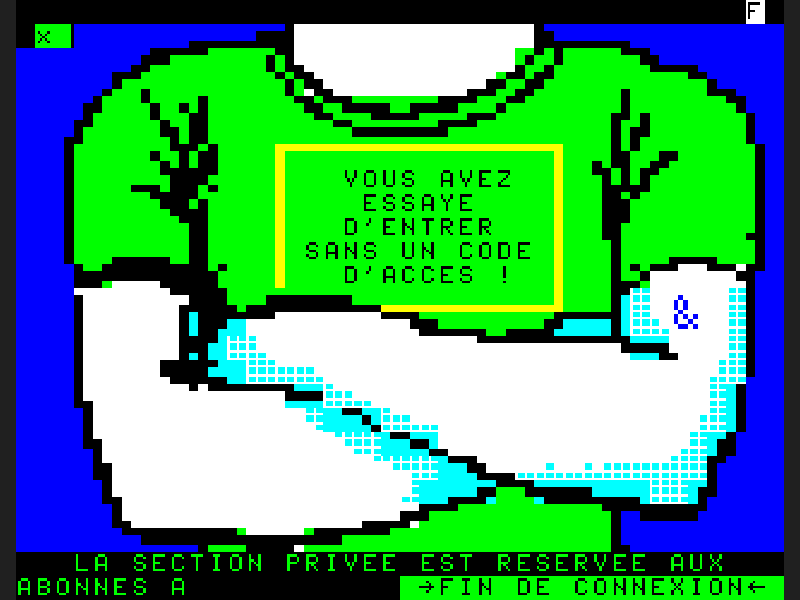 F
x
VOUS AVEZ
ESSAYE
D'ENTRER
SANS UN CODE
D'ACCES !
&
LA SECTION PRIVEE EST RESERVEE AUX
ABONNES A →FIN DE CONNEXION←